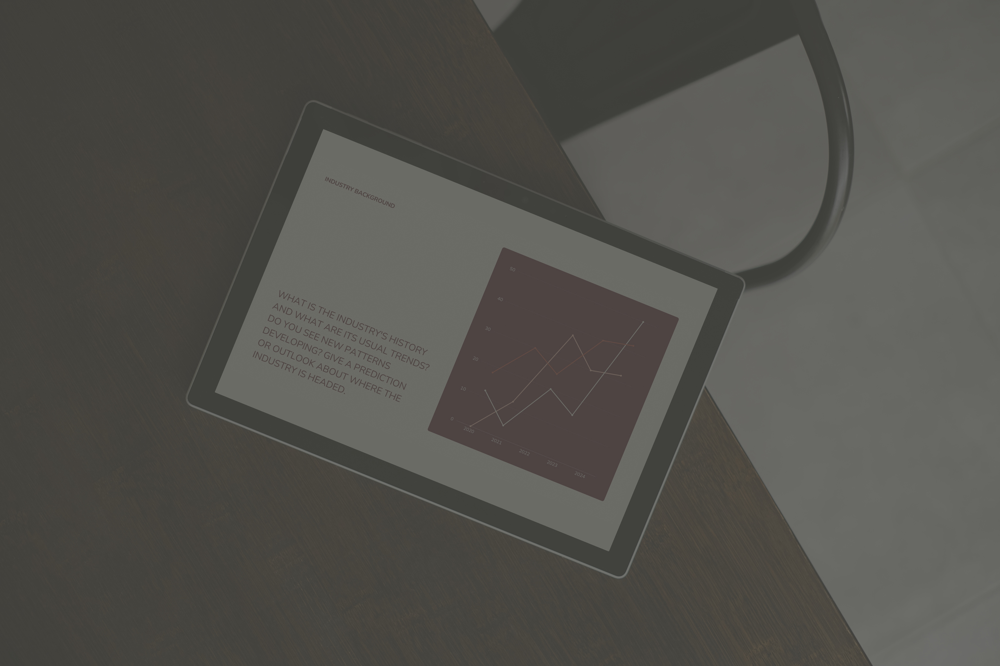 INDUSTRY BACKGROUND
WHAT IS THE INDUSTRY'S HISTORY
AND WHAT ARE ITS USUAL TRENDS?
DO YOU SEE NEW PATTERNS
DEVELOPING? GIVE A PREDICTION
OR OUTLOOK ABOUT WHERE THE
INDUSTRY IS HEADED.
50
40
30
20
10
0
2020
2021
2022
2023
2024